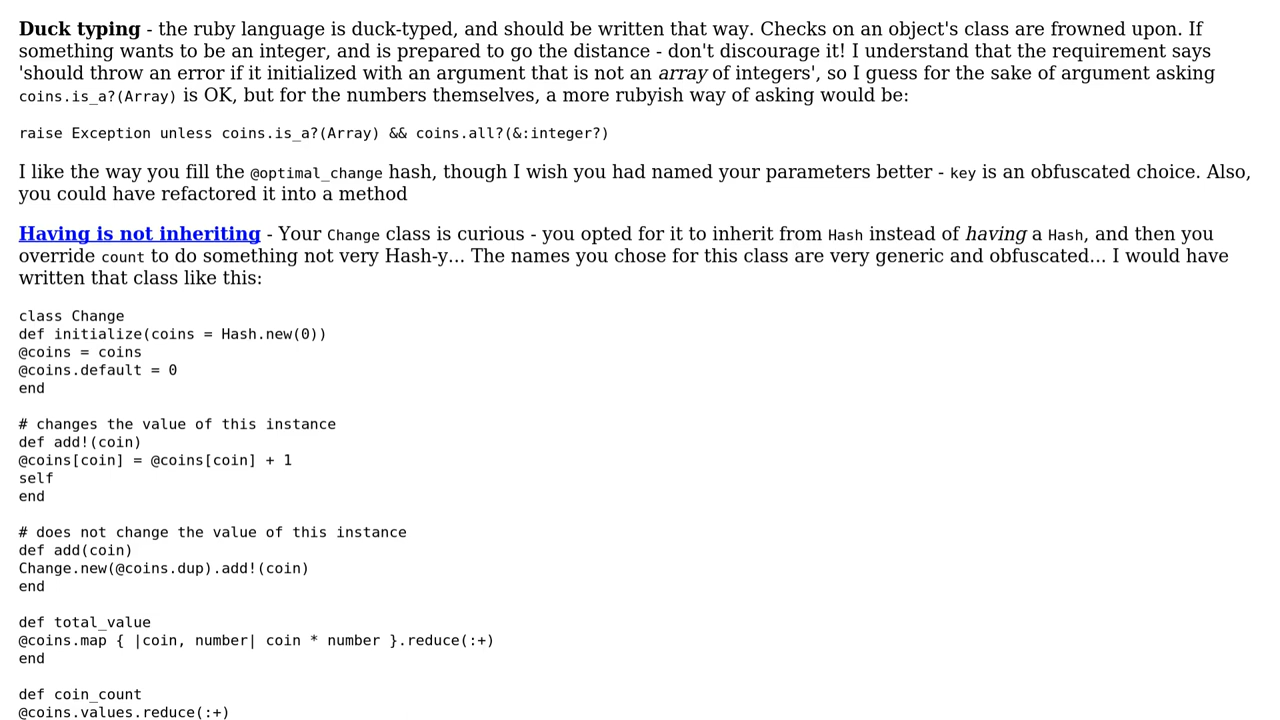 Duck typing - the ruby language is duck-typed, and should be written that way. Checks on an object's class are frowned upon. If
something wants to be an integer, and is prepared to go the distance - don't discourage it! I understand that the requirement says
'should throw an error if it initialized with an argument that is not an array of integers', so I guess for the sake of argument asking
coins.is_a?(Array) is OK, but for the numbers themselves, a more rubyish way of asking would be:
raise Exception unless coins.is_a?(Array) && coins.all?(&:integer?)
I like the way you fill the @optimal_change hash, though I wish you had named your parameters better - key is an obfuscated choice. Also,
you could have refactored it into a method
Having is not inheriting - Your Change class is curious - you opted for it to inherit from Hash instead of having a Hash, and then you
override count to do something not very Hash-y... The names you chose for this class are very generic and obfuscated... I would have
written that class like this:
class Change
def initialize(coins = Hash.new(0))
@coins = coins
@coins.default = 0
end
# changes the value of this instance
def add!(coin)
@coins[coin] = @coins[coin] + 1
self
end
# does not change the value of this instance
def add(coin)
Change.new(@coins.dup).add!(coin)
end
def total_value
@coins.map { |coin, number| coin * number }.reduce(:+)
end
def coin_count
@coins.values.reduce(:+)